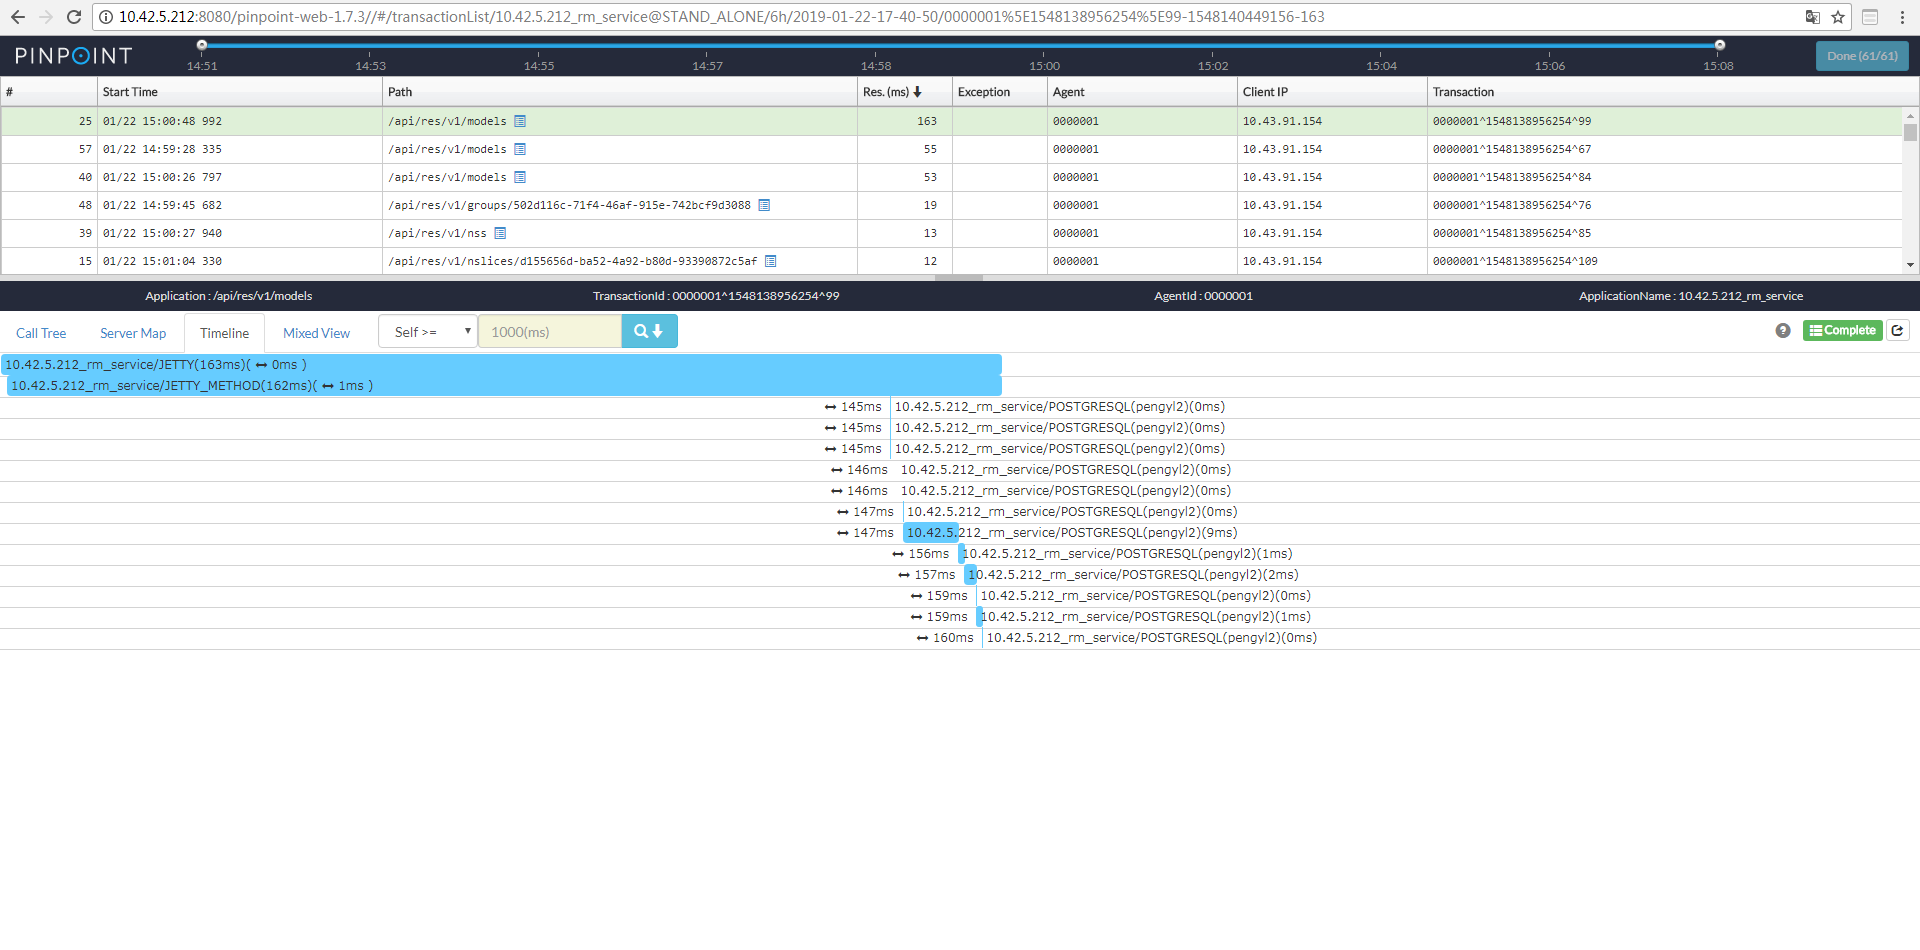 10.42.5.212:8080/pinpoint-web-1.7.3//#/transactionList/10.42.5.212_rm_service@STAND_ALONE/6h/2019-01-22-17-40-50/0000001%5E1548138956254%5E99-1548140449156-163
PINPOINT 14:51 14:53 14:55 14:57 14:58 15:00 15:02 15:04 15:06 15:08 Done (61/61)
# Start Time Path Res. (ms) Exception Agent Client IP Transaction
25 01/22 15:00:48 992 /api/res/v1/models 163 0000001 10.43.91.154 0000001^1548138956254^99
57 01/22 14:59:28 335 /api/res/v1/models 55 0000001 10.43.91.154 0000001^1548138956254^67
40 01/22 15:00:26 797 /api/res/v1/models 53 0000001 10.43.91.154 0000001^1548138956254^84
48 01/22 14:59:45 682 /api/res/v1/groups/502d116c-71f4-46af-915e-742bcf9d3088 19 0000001 10.43.91.154 0000001^1548138956254^76
39 01/22 15:00:27 940 /api/res/v1/nss 13 0000001 10.43.91.154 0000001^1548138956254^85
15 01/22 15:01:04 330 /api/res/v1/nslices/d155656d-ba52-4a92-b80d-93390872c5af 12 0000001 10.43.91.154 0000001^1548138956254^109
Application : /api/res/v1/models TransactionId : 0000001^1548138956254^99 AgentId : 0000001 ApplicationName : 10.42.5.212_rm_service
Call Tree Server Map Timeline Mixed View Self >= 1000(ms) ? Complete
10.42.5.212_rm_service/JETTY(163ms)( ↔ 0ms )
10.42.5.212_rm_service/JETTY_METHOD(162ms)( ↔ 1ms )
↔ 145ms 10.42.5.212_rm_service/POSTGRESQL(pengyl2)(0ms)
↔ 145ms 10.42.5.212_rm_service/POSTGRESQL(pengyl2)(0ms)
↔ 145ms 10.42.5.212_rm_service/POSTGRESQL(pengyl2)(0ms)
↔ 146ms 10.42.5.212_rm_service/POSTGRESQL(pengyl2)(0ms)
↔ 146ms 10.42.5.212_rm_service/POSTGRESQL(pengyl2)(0ms)
↔ 147ms 10.42.5.212_rm_service/POSTGRESQL(pengyl2)(0ms)
↔ 147ms 10.42.5.212_rm_service/POSTGRESQL(pengyl2)(9ms)
↔ 156ms 10.42.5.212_rm_service/POSTGRESQL(pengyl2)(1ms)
↔ 157ms 10.42.5.212_rm_service/POSTGRESQL(pengyl2)(2ms)
↔ 159ms 10.42.5.212_rm_service/POSTGRESQL(pengyl2)(0ms)
↔ 159ms 10.42.5.212_rm_service/POSTGRESQL(pengyl2)(1ms)
↔ 160ms 10.42.5.212_rm_service/POSTGRESQL(pengyl2)(0ms)